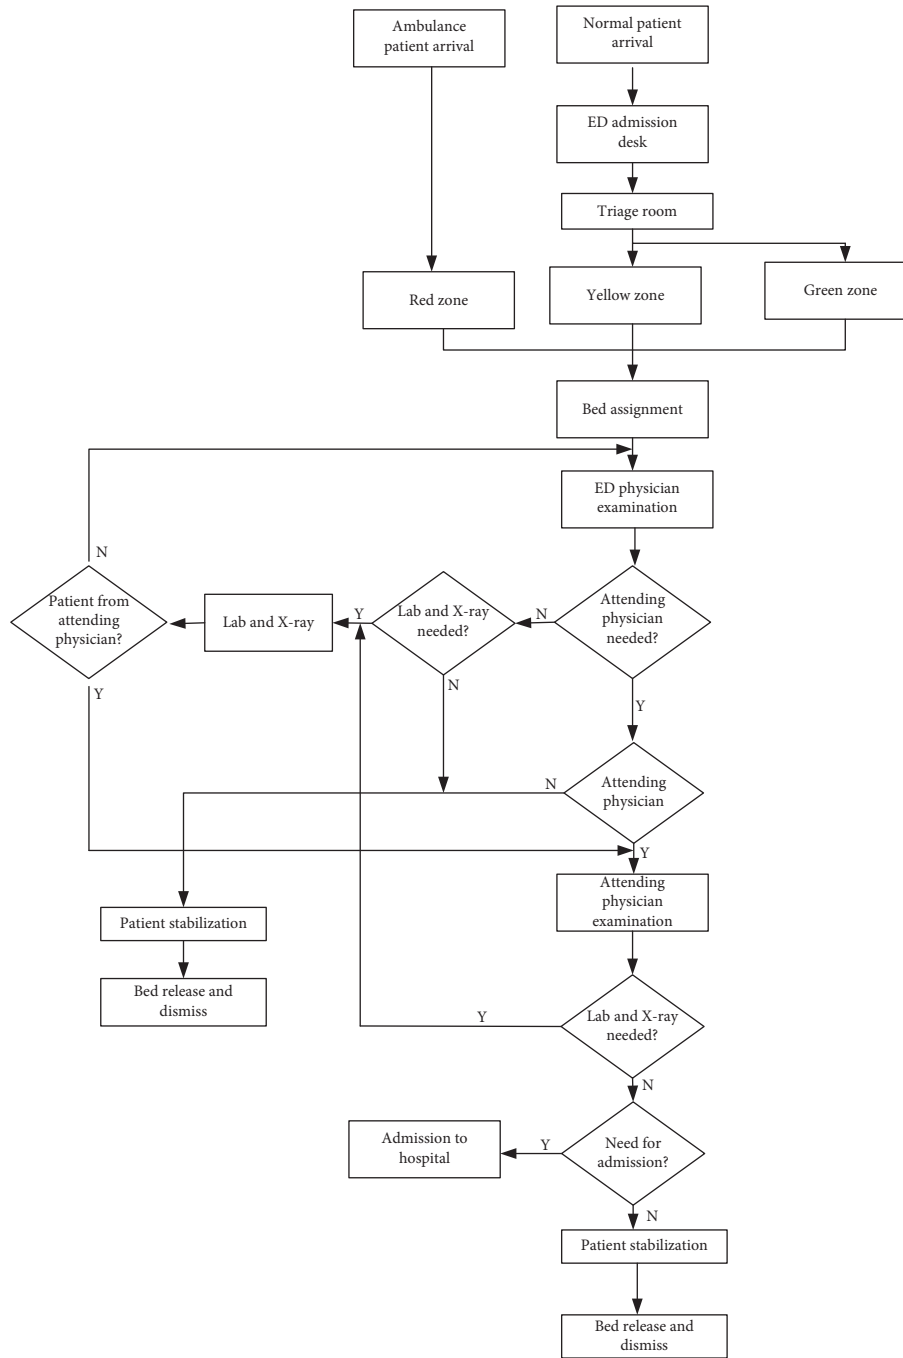 Ambulance
patient arrival
Normal patient
arrival
ED admission
desk
Triage room
Red zone
Yellow zone
Green zone
Bed assignment
ED physician
examination
N
Patient from
attending
physician?
Lab and X-ray
Y
Lab and X-ray
needed?
N
Attending
physician
needed?
Y
N
Y
N
Attending
physician
Y
Attending
physician
examination
Patient stabilization
Bed release and
dismiss
Y
Lab and X-ray
needed?
N
Admission to
hospital
Y
Need for
admission?
N
Patient stabilization
Bed release and
dismiss